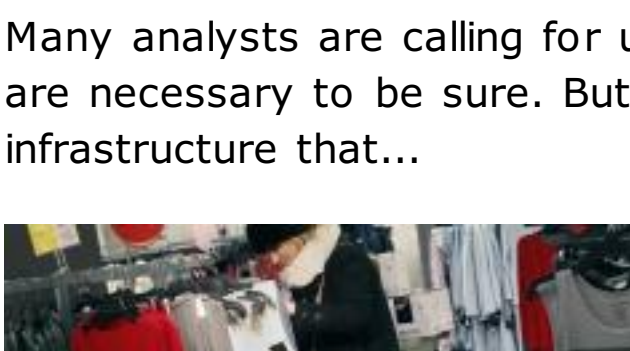 Many analysts are calling for
are necessary to be sure. But
infrastructure that...